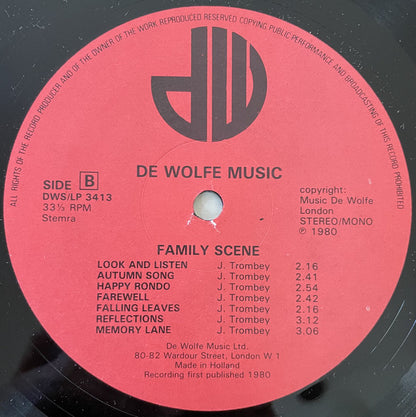 ALL RIGHTS OF THE RECORD PRODUCER AND OF THE OWNER OF THE WORK REPRODUCED RESERVED COPYING PUBLIC PERFORMANCE AND BROADCASTING OF THIS RECORD PROHIBITED
dW
DE WOLFE MUSIC
SIDE B
DWS/LP 3413
33⅓ RPM
Stemra
copyright:
Music De Wolfe
London
STEREO/MONO
℗ 1980
FAMILY SCENE
LOOK AND LISTEN J. Trombey 2.16
AUTUMN SONG J. Trombey 2.41
HAPPY RONDO J. Trombey 2.54
FAREWELL J. Trombey 2.42
FALLING LEAVES J. Trombey 2.16
REFLECTIONS J. Trombey 3.12
MEMORY LANE J. Trombey 3.06
De Wolfe Music Ltd.
80-82 Wardour Street, London W 1
Made in Holland
Recording first published 1980